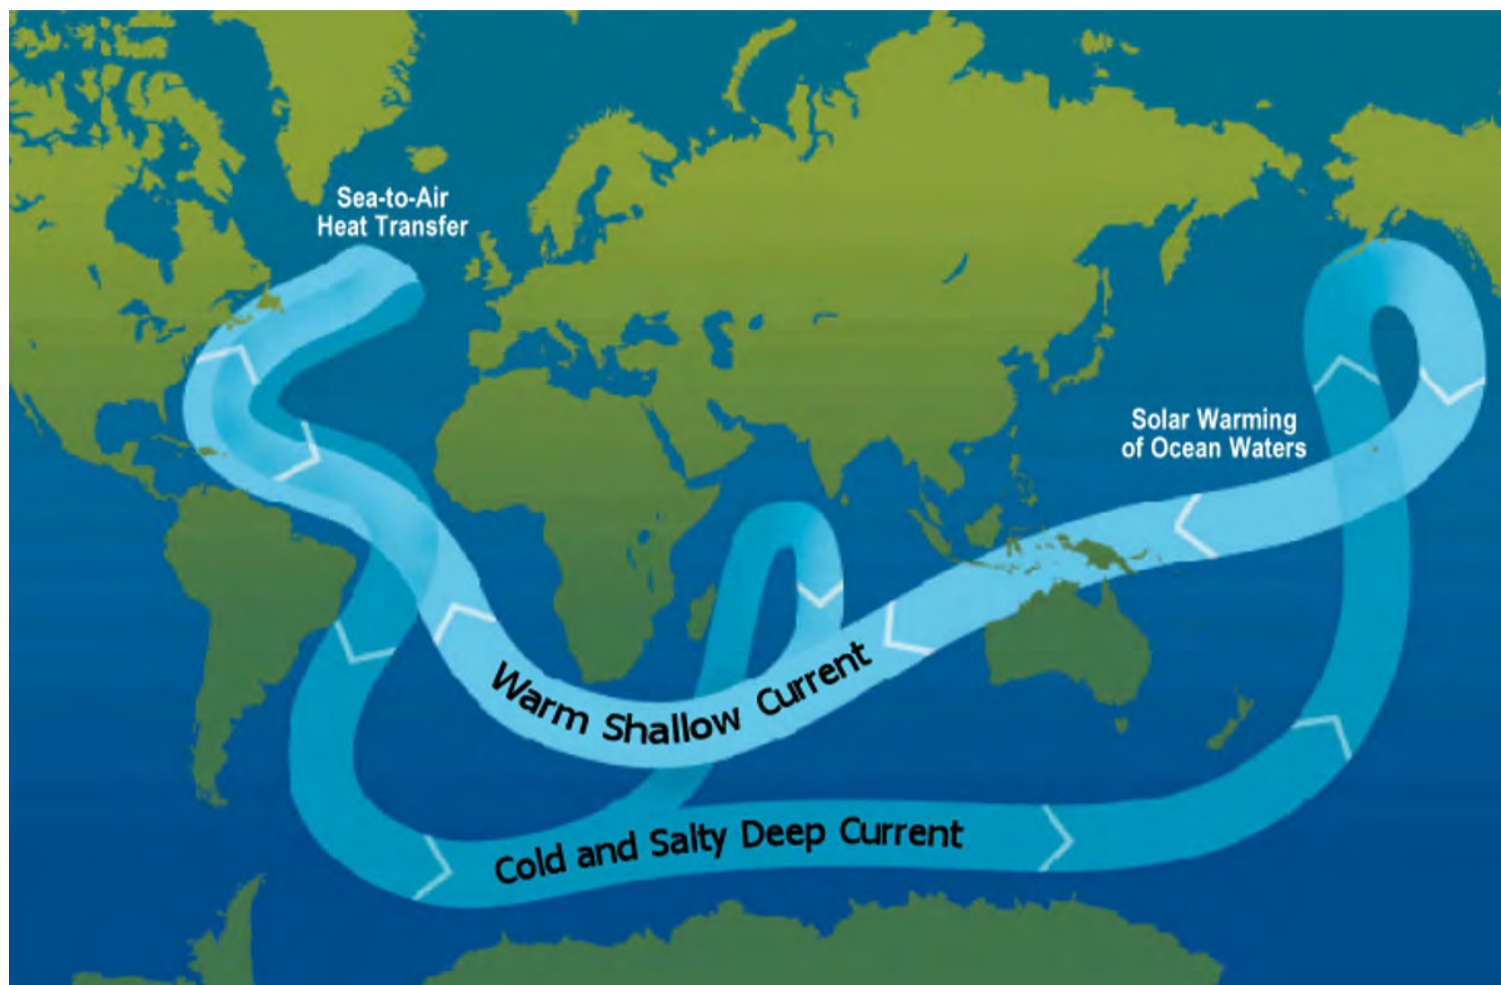 Sea-to-Air
Heat Transfer
Solar Warming
of Ocean Waters
Warm Shallow Current
Cold and Salty Deep Current